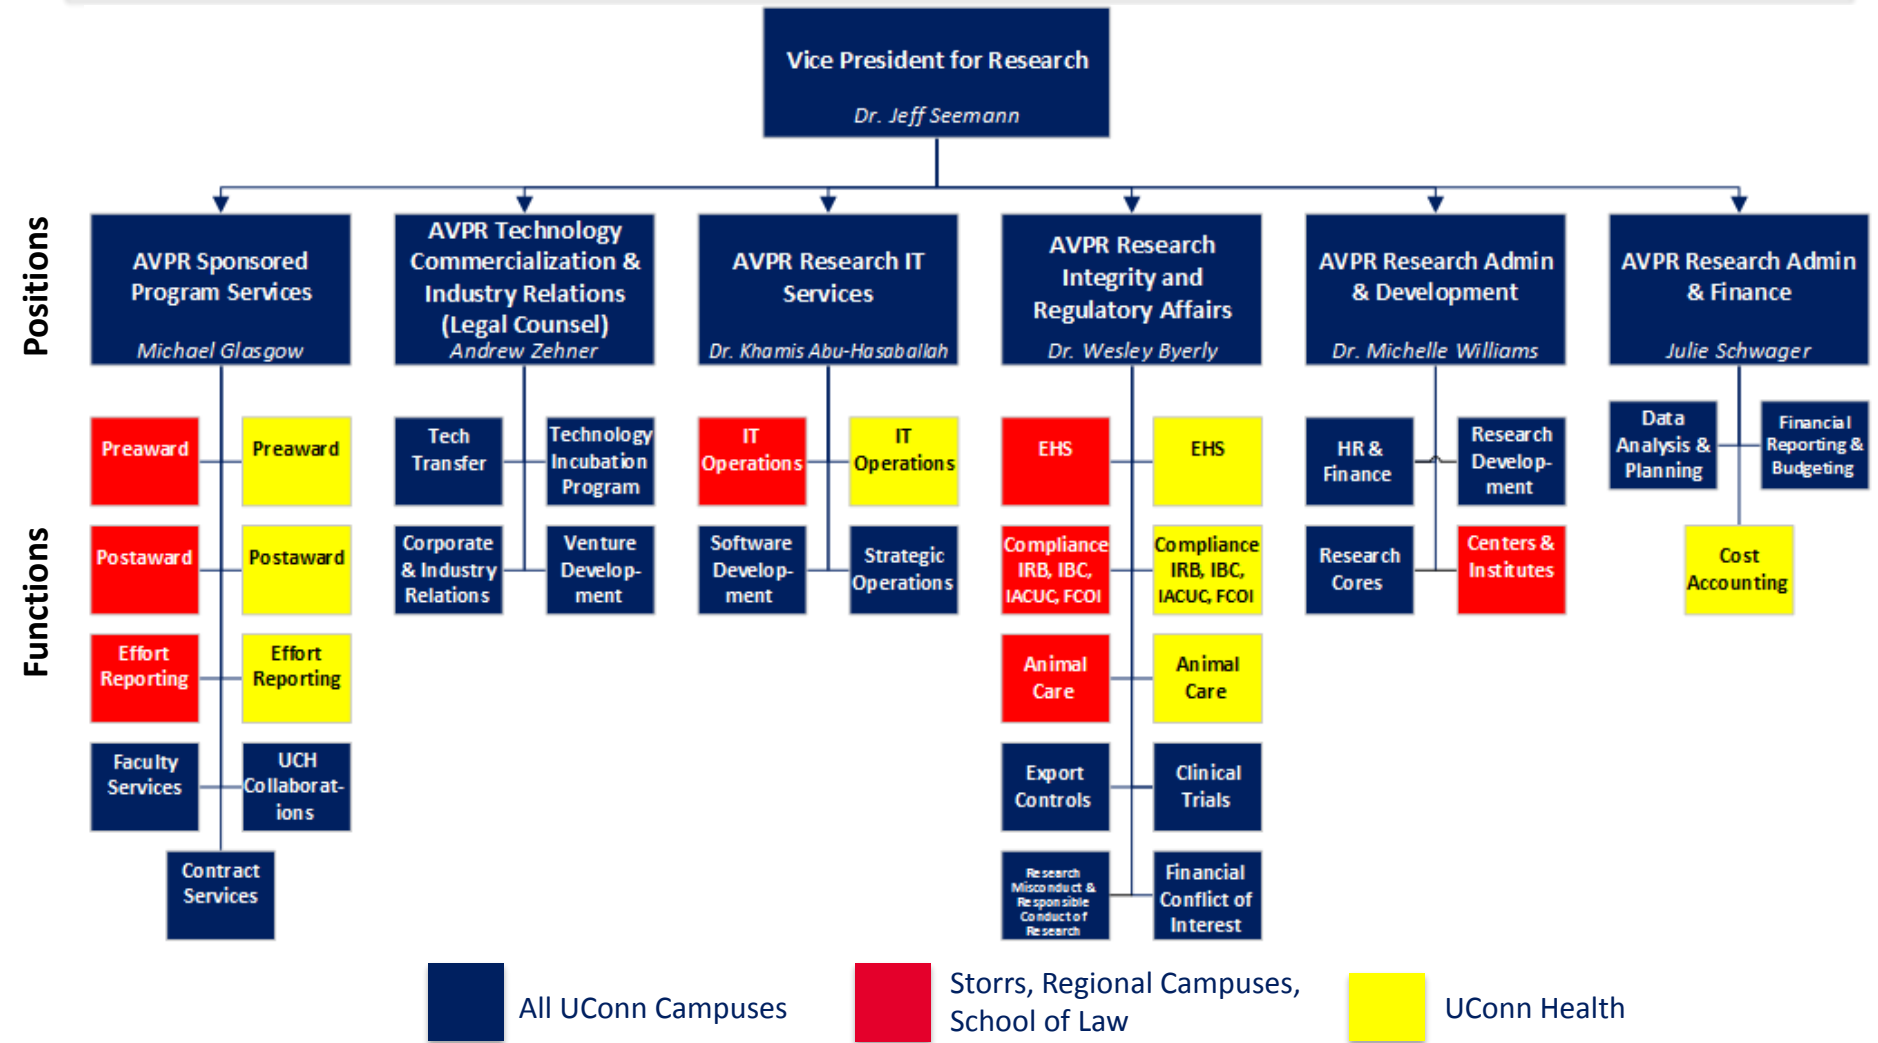 Vice President for Research
Dr. Jeff Seemann
Positions
AVPR Sponsored
Program Services
Michael Glasgow
AVPR Technology
Commercialization &
Industry Relations
(Legal Counsel)
Andrew Zehner
AVPR Research IT
Services
Dr. Khamis Abu-Hasaballah
AVPR Research
Integrity and
Regulatory Affairs
Dr. Wesley Byerly
AVPR Research Admin
& Development
Dr. Michelle Williams
AVPR Research Admin
& Finance
Julie Schwager
Functions
Preaward
Preaward
Postaward
Postaward
Effort
Reporting
Effort
Reporting
Faculty
Services
UCH
Collaborat-
ions
Contract
Services
Tech
Transfer
Technology
Incubation
Program
Corporate
& Industry
Relations
Venture
Develop-
ment
IT
Operations
IT
Operations
Software
Develop-
ment
Strategic
Operations
EHS
EHS
Compliance
IRB, IBC,
IACUC, FCOI
Compliance
IRB, IBC,
IACUC, FCOI
Animal
Care
Animal
Care
Export
Controls
Clinical
Trials
Research
Misconduct &
Responsible
Conduct of
Research
Financial
Conflict of
Interest
HR &
Finance
Research
Develop-
ment
Research
Cores
Centers &
Institutes
Data
Analysis &
Planning
Financial
Reporting &
Budgeting
Cost
Accounting
All UConn Campuses
Storrs, Regional Campuses,
School of Law
UConn Health